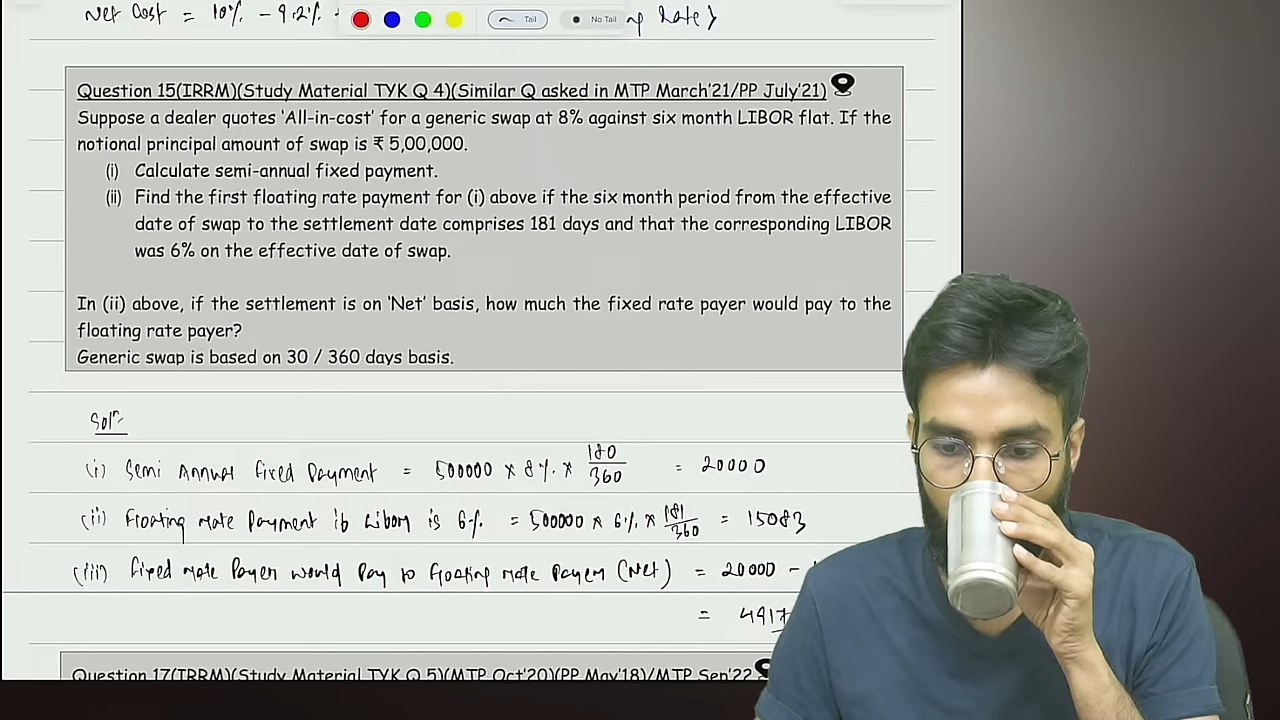 Net Cost = 10% - 9.2%
Rate}
Tail
No Tail
Question 15(IRRM)(Study Material TYK Q 4)(Similar Q asked in MTP March'21/PP July'21)
Suppose a dealer quotes 'All-in-cost' for a generic swap at 8% against six month LIBOR flat. If the
notional principal amount of swap is ₹ 5,00,000.
(i) Calculate semi-annual fixed payment.
(ii) Find the first floating rate payment for (i) above if the six month period from the effective
date of swap to the settlement date comprises 181 days and that the corresponding LIBOR
was 6% on the effective date of swap.
In (ii) above, if the settlement is on 'Net' basis, how much the fixed rate payer would pay to the
floating rate payer?
Generic swap is based on 30 / 360 days basis.
Soln
(i) Semi Annual Fixed Payment = 500000 × 8% × 180/360 = 20000
(ii) Floating Rate Payment if Libor is 6% = 500000 × 6% × 181/360 = 15083
(iii) Fixed Rate Payer would Pay to Floating Rate Payer (Net) = 20000 -
= 4917
Question 17(IRRM)(Study Material TYK Q 5)(MTP Oct'20)(PP May'18)/MTP Sep'22